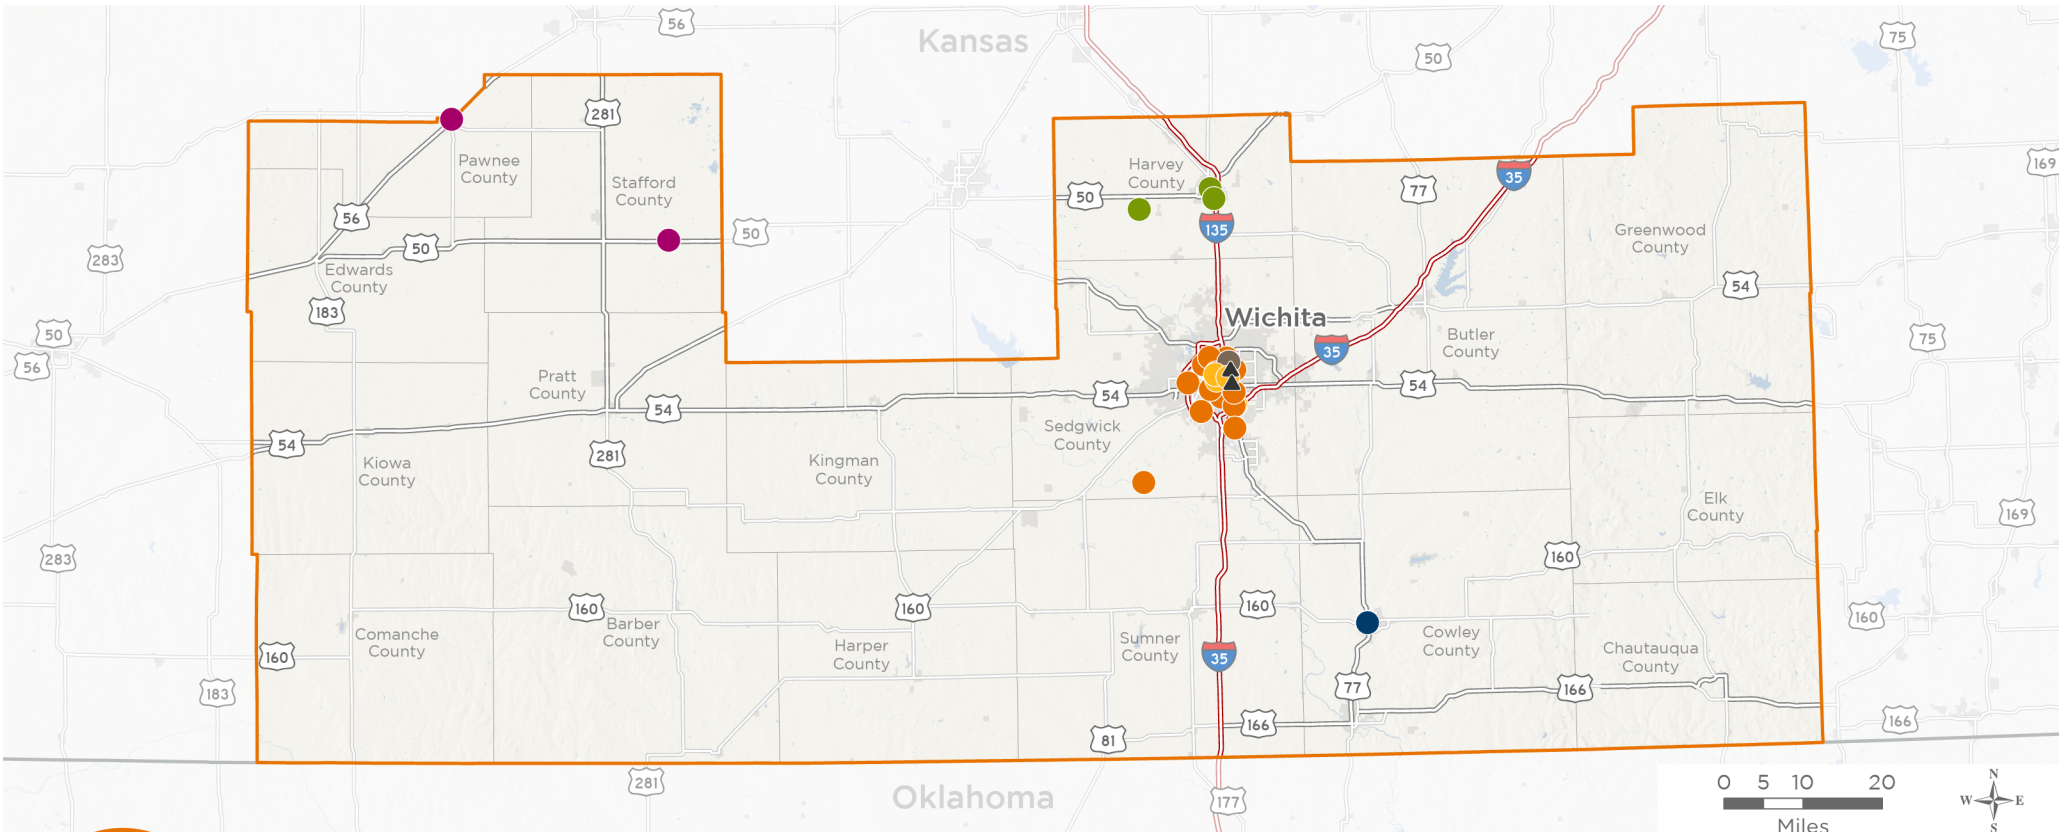 56
Kansas
75
50
281
Pawnee
County
Harvey
County
169
Stafford
County
50
77
35
56
135
50
50
Greenwood
County
283
Edwards
County
54
183
Wichita
50
75
56
Butler
County
35
Pratt
County
54
54
54
54
Sedgwick
County
281
Kiowa
County
Kingman
County
Elk
County
169
283
160
160
160
160
160
Barber
County
Comanche
County
Harper
County
Sumner
County
Cowley
County
Chautauqua
County
160
35
183
77
166
166
166
81
281
Oklahoma
177
0 5 10 20
Miles
N
W E
S